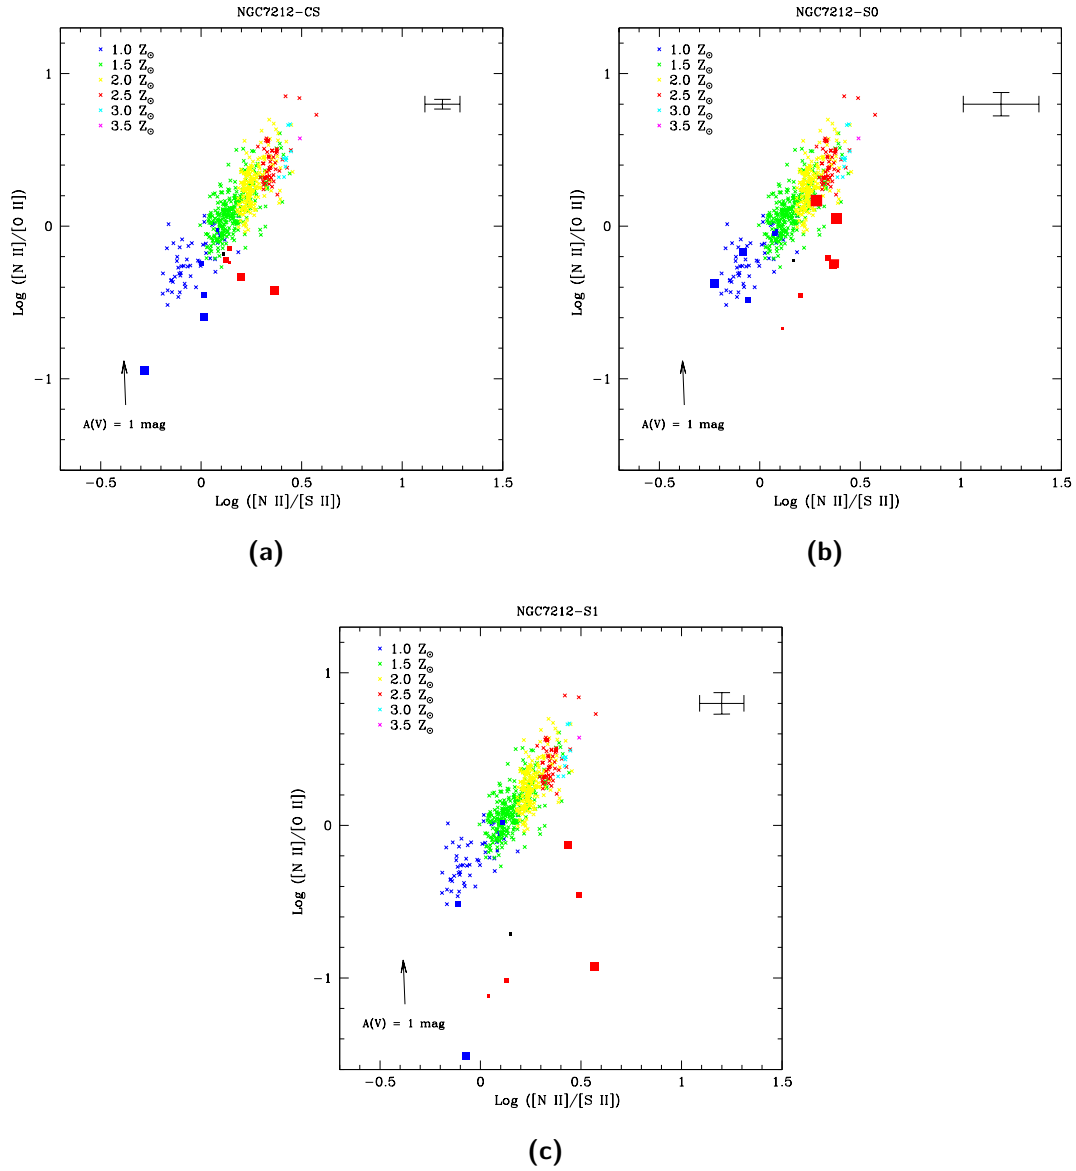 NGC7212-CS
1.0 Z⊙
1.5 Z⊙
2.0 Z⊙
2.5 Z⊙
3.0 Z⊙
3.5 Z⊙
1
0
−1
Log ([N II]/[O II])
A(V) = 1 mag
−0.5 0 0.5 1 1.5
Log ([N II]/[S II])
(a)
NGC7212-S0
1.0 Z⊙
1.5 Z⊙
2.0 Z⊙
2.5 Z⊙
3.0 Z⊙
3.5 Z⊙
1
0
−1
Log ([N II]/[O II])
A(V) = 1 mag
−0.5 0 0.5 1 1.5
Log ([N II]/[S II])
(b)
NGC7212-S1
1.0 Z⊙
1.5 Z⊙
2.0 Z⊙
2.5 Z⊙
3.0 Z⊙
3.5 Z⊙
1
0
−1
Log ([N II]/[O II])
A(V) = 1 mag
−0.5 0 0.5 1 1.5
Log ([N II]/[S II])
(c)